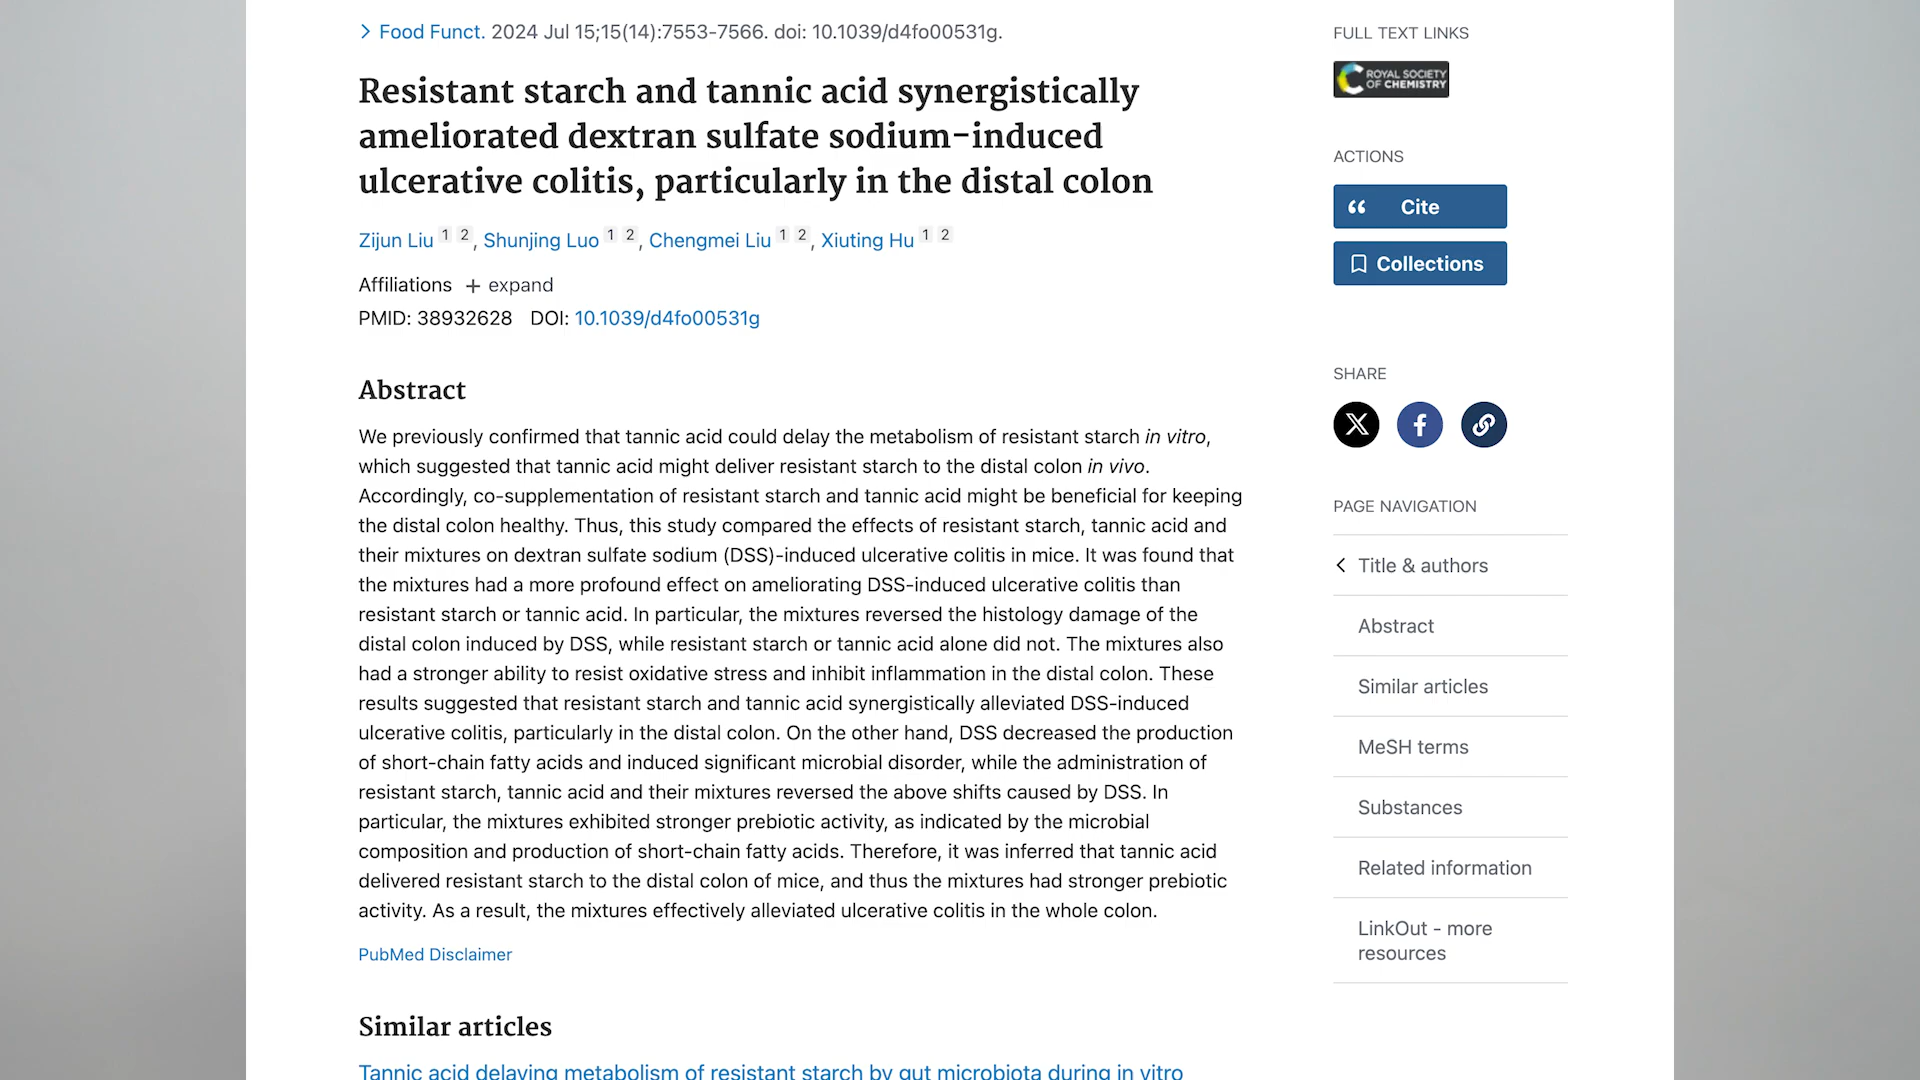 Food Funct. 2024 Jul 15;15(14):7553-7566. doi: 10.1039/d4fo00531g.
Resistant starch and tannic acid synergistically
ameliorated dextran sulfate sodium-induced
ulcerative colitis, particularly in the distal colon
Zijun Liu 1 2, Shunjing Luo 1 2, Chengmei Liu 1 2, Xiuting Hu 1 2
Affiliations + expand
PMID: 38932628 DOI: 10.1039/d4fo00531g
Abstract
We previously confirmed that tannic acid could delay the metabolism of resistant starch in vitro,
which suggested that tannic acid might deliver resistant starch to the distal colon in vivo.
Accordingly, co-supplementation of resistant starch and tannic acid might be beneficial for keeping
the distal colon healthy. Thus, this study compared the effects of resistant starch, tannic acid and
their mixtures on dextran sulfate sodium (DSS)-induced ulcerative colitis in mice. It was found that
the mixtures had a more profound effect on ameliorating DSS-induced ulcerative colitis than
resistant starch or tannic acid. In particular, the mixtures reversed the histology damage of the
distal colon induced by DSS, while resistant starch or tannic acid alone did not. The mixtures also
had a stronger ability to resist oxidative stress and inhibit inflammation in the distal colon. These
results suggested that resistant starch and tannic acid synergistically alleviated DSS-induced
ulcerative colitis, particularly in the distal colon. On the other hand, DSS decreased the production
of short-chain fatty acids and induced significant microbial disorder, while the administration of
resistant starch, tannic acid and their mixtures reversed the above shifts caused by DSS. In
particular, the mixtures exhibited stronger prebiotic activity, as indicated by the microbial
composition and production of short-chain fatty acids. Therefore, it was inferred that tannic acid
delivered resistant starch to the distal colon of mice, and thus the mixtures had stronger prebiotic
activity. As a result, the mixtures effectively alleviated ulcerative colitis in the whole colon.
PubMed Disclaimer
Similar articles
Tannic acid delaying metabolism of resistant starch by gut microbiota during in vitro
FULL TEXT LINKS
ROYAL SOCIETY
OF CHEMISTRY
ACTIONS
Cite
Collections
SHARE
PAGE NAVIGATION
Title & authors
Abstract
Similar articles
MeSH terms
Substances
Related information
LinkOut - more
resources